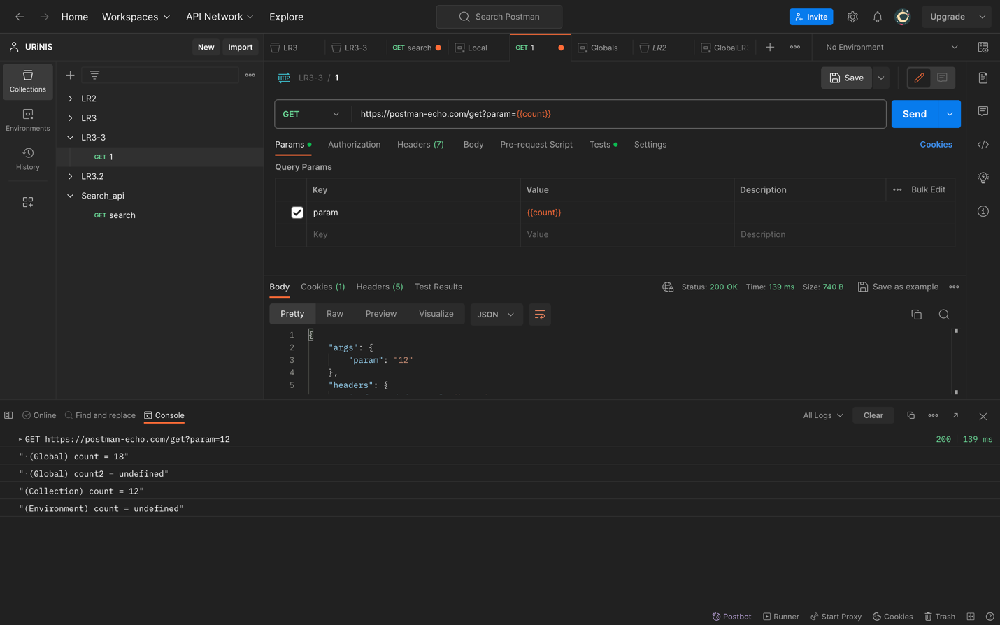 Home Workspaces API Network Explore Search Postman Invite Upgrade
URiNIS New Import LR3 LR3-3 GET search Local GET 1 Globals LR2 GlobalLR No Environment
Collections
Environments
History
LR2
LR3
LR3-3
GET 1
LR3.2
Search_api
GET search
HTTP LR3-3 / 1 Save
GET https://postman-echo.com/get?param={{count}} Send
Params Authorization Headers (7) Body Pre-request Script Tests Settings Cookies
Query Params
Key Value Description Bulk Edit
param {{count}}
Key Value Description
Body Cookies (1) Headers (5) Test Results Status: 200 OK Time: 139 ms Size: 740 B Save as example
Pretty Raw Preview Visualize JSON
1 {
2 "args": {
3 "param": "12"
4 },
5 "headers": {
Online Find and replace Console All Logs Clear
GET https://postman-echo.com/get?param=12 200 139 ms
" (Global) count = 18"
" (Global) count2 = undefined"
"(Collection) count = 12"
"(Environment) count = undefined"
Postbot Runner Start Proxy Cookies Trash